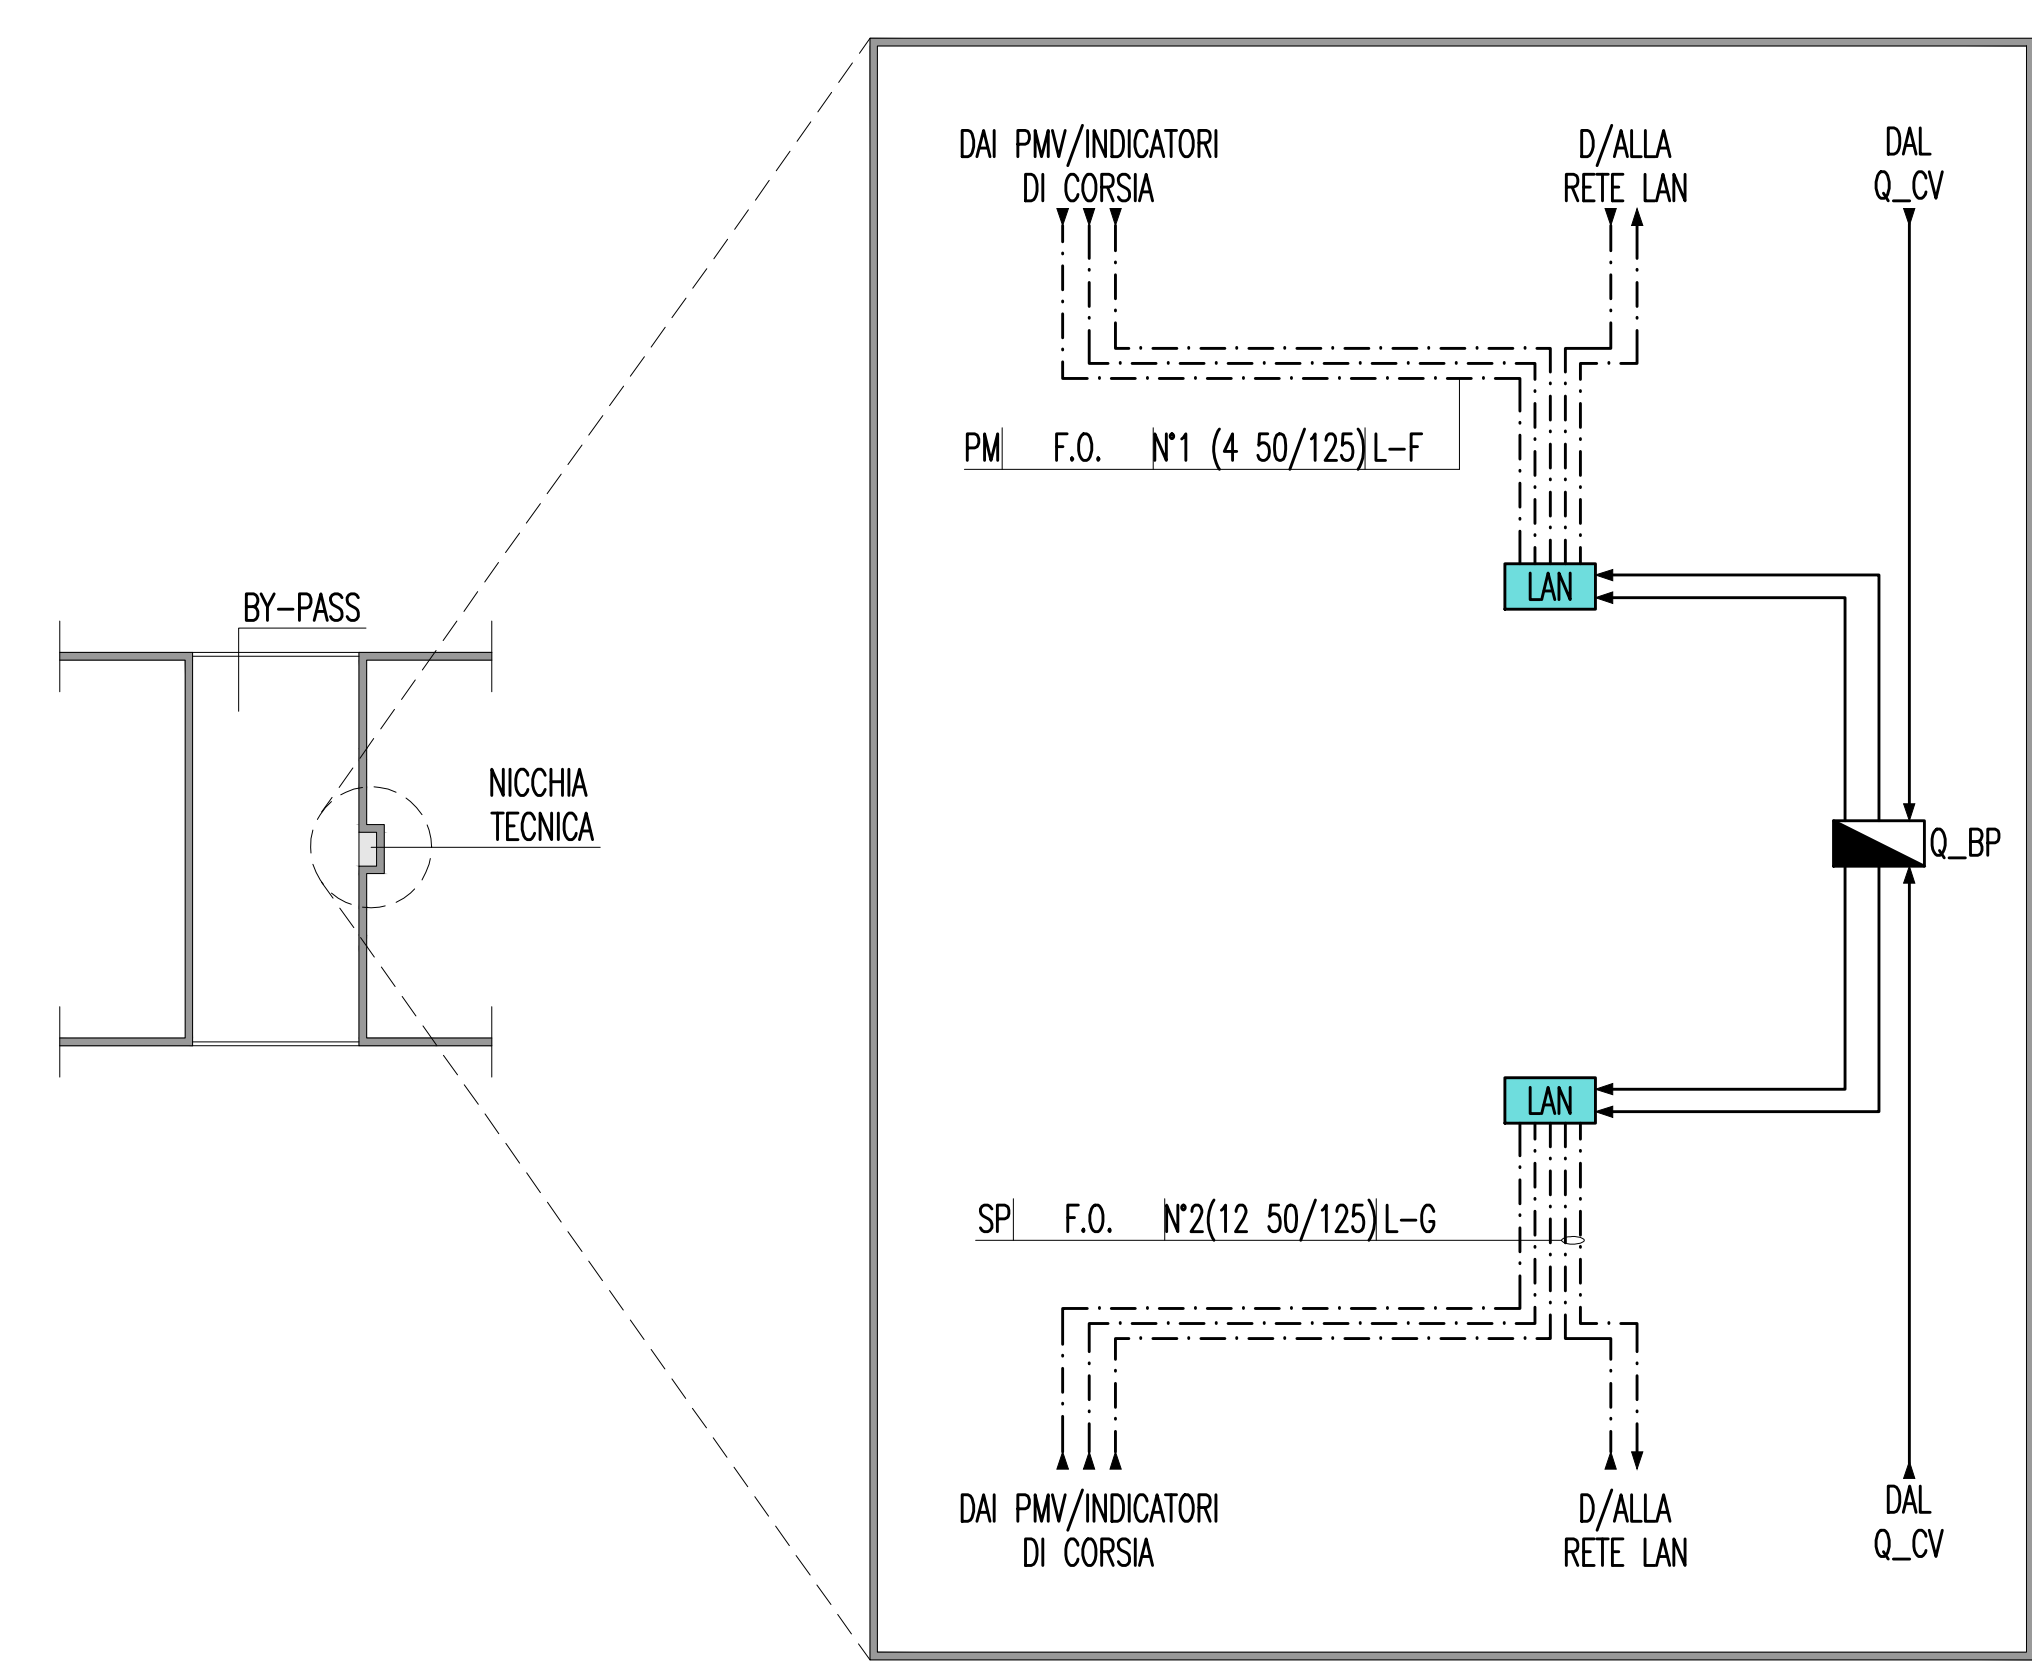 DAI PMV/INDICATORI
DI CORSIA
D/ALLA
RETE LAN
DAL
Q_CV
PM F.O. N°1 (4 50/125) L-F
LAN
BY-PASS
NICCHIA
TECNICA
Q_BP
LAN
SP F.O. N°2(12 50/125) L-G
DAI PMV/INDICATORI
DI CORSIA
D/ALLA
RETE LAN
DAL
Q_CV